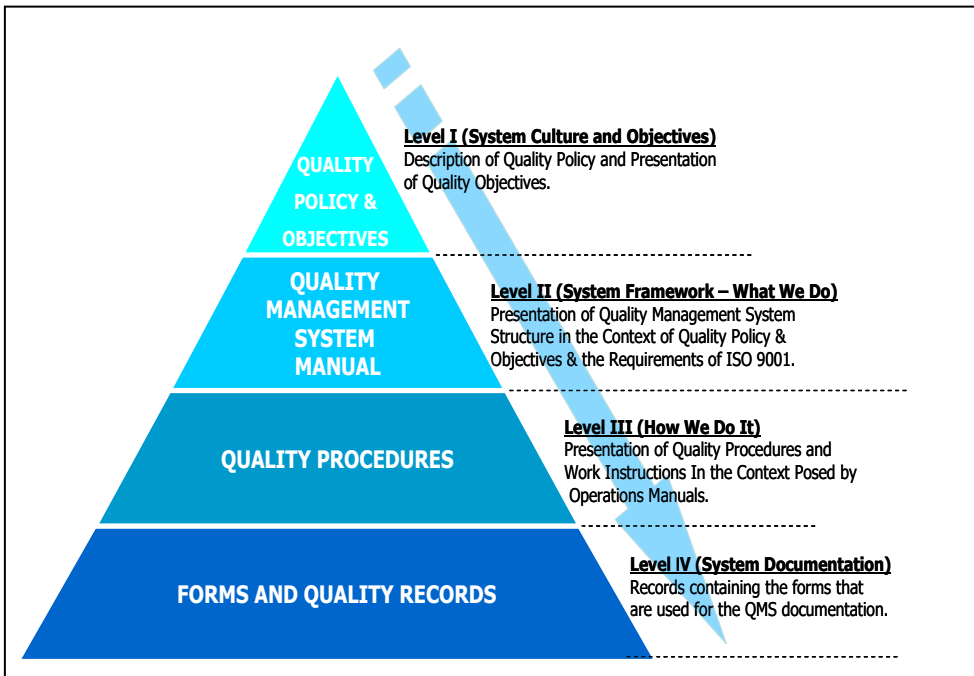 QUALITY
POLICY &
OBJECTIVES
Level I (System Culture and Objectives)
Description of Quality Policy and Presentation
of Quality Objectives.
QUALITY
MANAGEMENT
SYSTEM
MANUAL
Level II (System Framework – What We Do)
Presentation of Quality Management System
Structure in the Context of Quality Policy &
Objectives & the Requirements of ISO 9001.
QUALITY PROCEDURES
Level III (How We Do It)
Presentation of Quality Procedures and
Work Instructions In the Context Posed by
Operations Manuals.
FORMS AND QUALITY RECORDS
Level IV (System Documentation)
Records containing the forms that
are used for the QMS documentation.